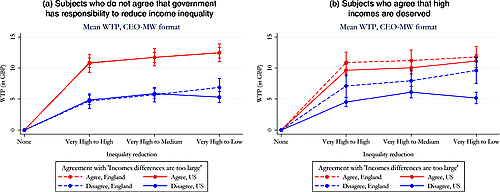 (a) Subjects who do not agree that government
has responsibility to reduce income inequality
Mean WTP, CEO-MW format
WTP (in GBP)
15
10
5
0
None
Very High to High
Very High to Medium
Very High to Low
Inequality reduction
Agreement with "Incomes differences are too large"
Agree, England
Agree, US
Disagree, England
Disagree, US
(b) Subjects who agree that high
incomes are deserved
Mean WTP, CEO-MW format
WTP (in GBP)
15
10
5
0
None
Very High to High
Very High to Medium
Very High to Low
Inequality reduction
Agreement with "Incomes differences are too large"
Agree, England
Agree, US
Disagree, England
Disagree, US